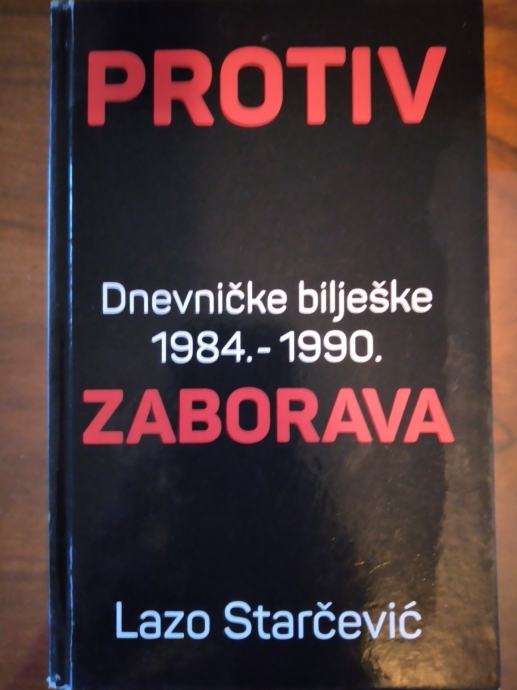 PROTIV
Dnevničke bilješke
1984.-1990.
ZABORAVA
Lazo Starčević